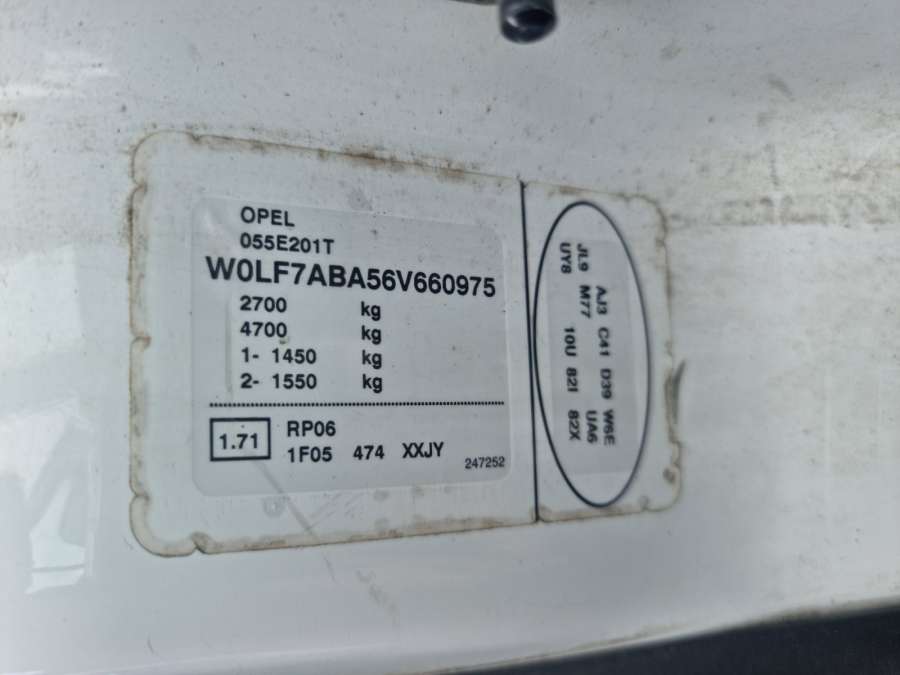 OPEL
055E201T
W0LF7ABA56V660975
2700 kg
4700 kg
1- 1450 kg
2- 1550 kg
1.71
RP06
1F05 474 XXJY
247252
AJ3 C41 D39 W6E
JL9 M77 10U 82I UA6
UY8 82X